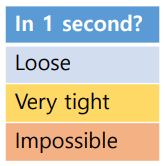 In 1 second?
Loose
Very tight
Impossible